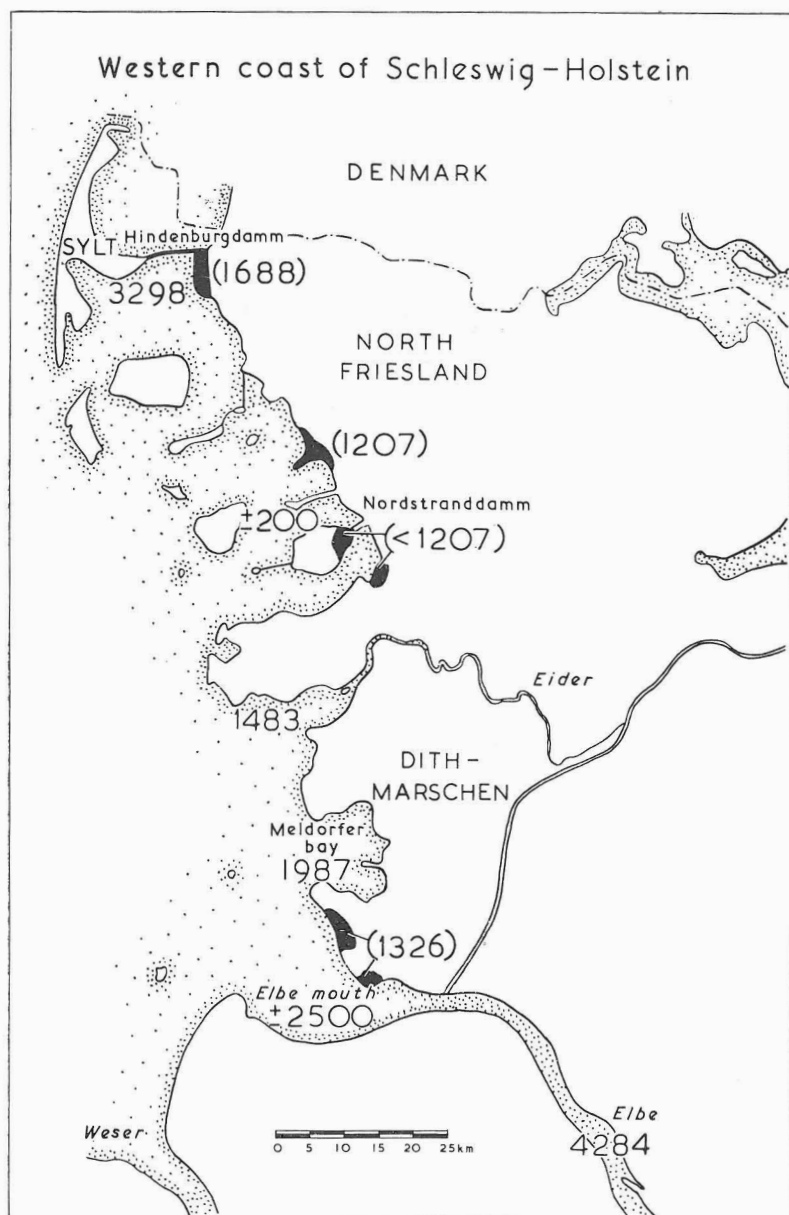 Western coast of Schleswig-Holstein
DENMARK
Hindenburgdamm
SYLT
(1688)
3298
NORTH
FRIESLAND
(1207)
Nordstranddamm
±200
(<1207)
Eider
1483
DITH-
MARSCHEN
Meldorfer
bay
1987
(1326)
Elbe mouth
±2500
Elbe
Weser
0 5 10 15 20 25km
4284